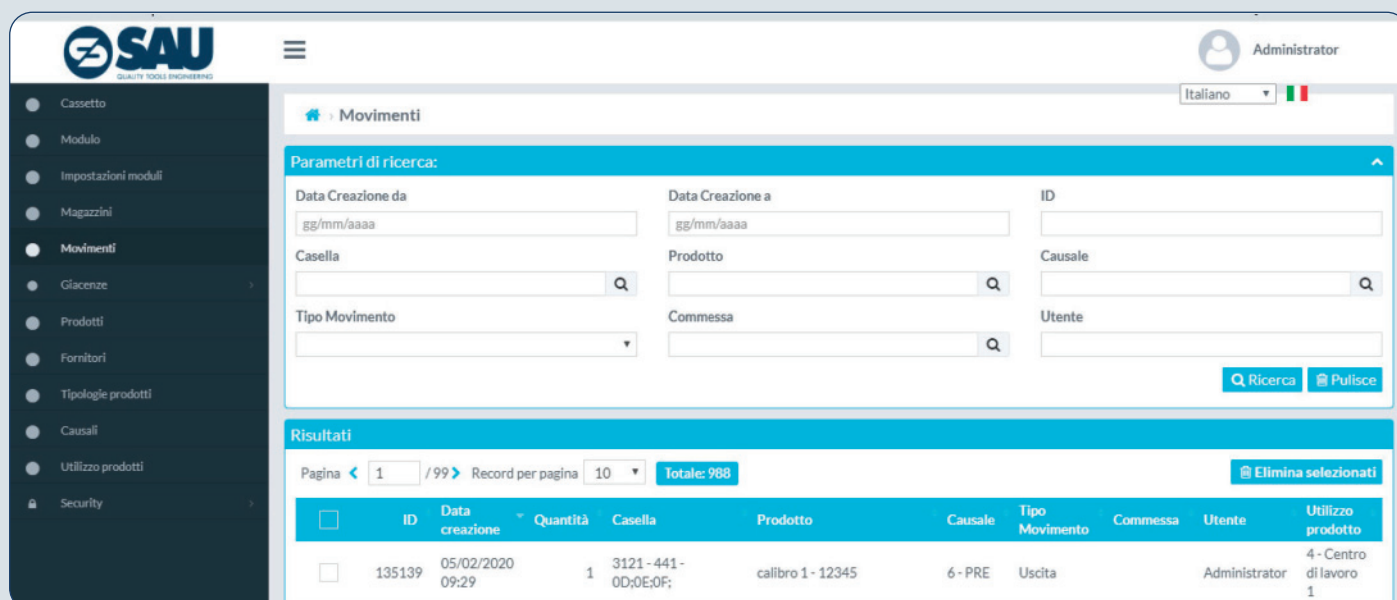 SAU
QUALITY TOOLS ENGINEERING
Administrator
Italiano
Cassetto
Modulo
Impostazioni moduli
Magazzini
Movimenti
Giacenze
Prodotti
Fornitori
Tipologie prodotti
Causali
Utilizzo prodotti
Security
Movimenti
Parametri di ricerca:
Data Creazione da
Data Creazione a
ID
gg/mm/aaaa
gg/mm/aaaa
Casella
Prodotto
Causale
Tipo Movimento
Commessa
Utente
Ricerca
Pulisce
Risultati
Pagina 1 / 99 Record per pagina 10 Totale: 988
Elimina selezionati
ID Data creazione Quantità Casella Prodotto Causale Tipo Movimento Commessa Utente Utilizzo prodotto
135139 05/02/2020 09:29 1 3121 - 441 - 0D;0E;0F; calibro 1 - 12345 6 - PRE Uscita Administrator 4 - Centro di lavoro 1